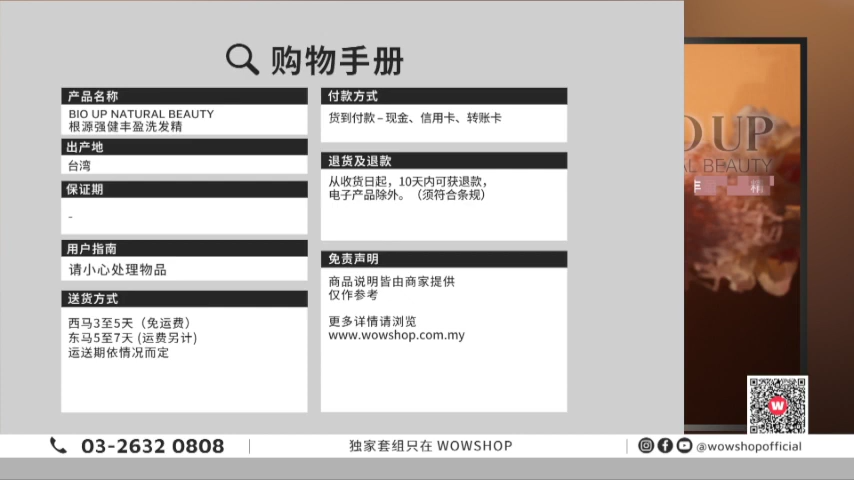 购物手册
产品名称
BIO UP NATURAL BEAUTY
根源强健丰盈洗发精
出产地
台湾
保证期
-
用户指南
请小心处理物品
送货方式
西马3至5天（免运费）
东马5至7天 (运费另计)
运送期依情况而定
付款方式
货到付款 – 现金、信用卡、转账卡
退货及退款
从收货日起，10天内可获退款，
电子产品除外。（须符合条规）
免责声明
商品说明皆由商家提供
仅作参考
更多详情请浏览
www.wowshop.com.my
UP
BEAUTY
W
03-2632 0808
独家套组只在 WOWSHOP
@wowshopofficial